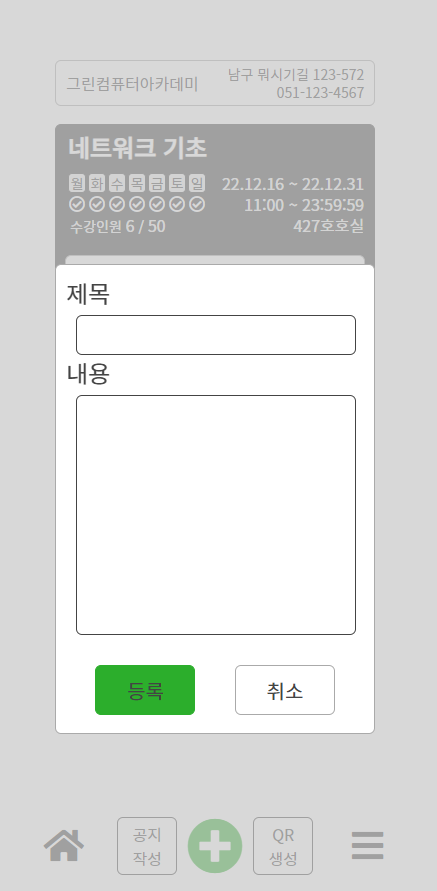 그린컴퓨터아카데미
남구 뭐시기길 123-572
051-123-4567
네트워크 기초
월 화 수 목 금 토 일
22.12.16 ~ 22.12.31
11:00 ~ 23:59:59
수강인원 6 / 50
427호호실
제목
내용
등록
취소
공지
작성
QR
생성